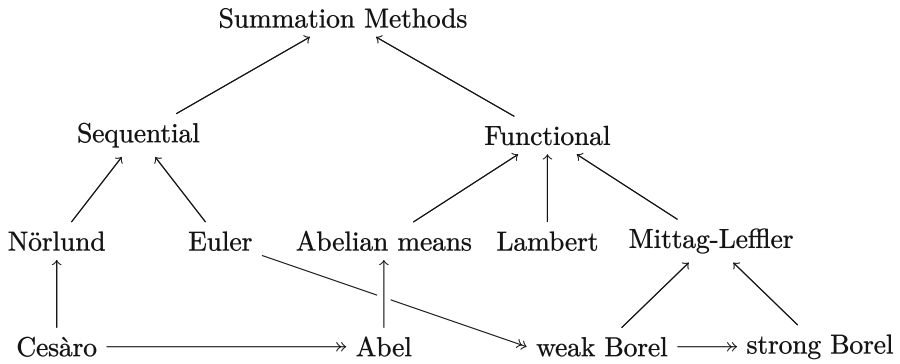 Summation Methods
Sequential
Functional
Nörlund
Euler
Abelian means
Lambert
Mittag-Leffler
Cesàro
Abel
weak Borel
strong Borel